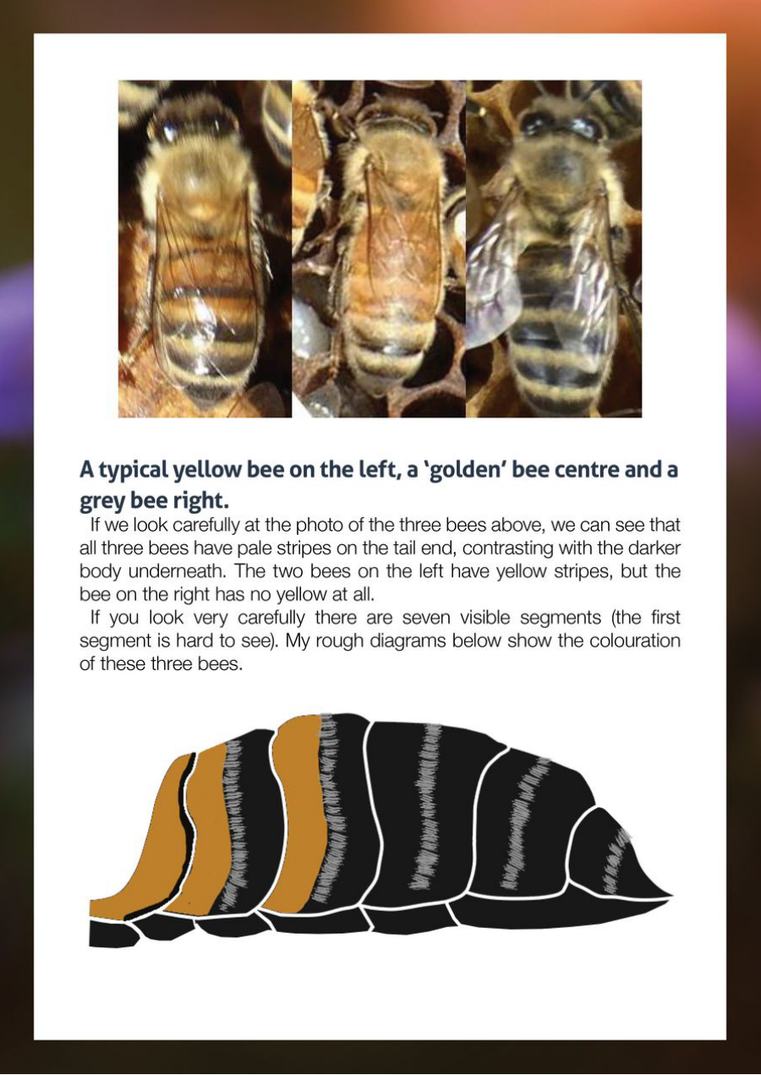 A typical yellow bee on the left, a ‘golden’ bee centre and a
grey bee right.
If we look carefully at the photo of the three bees above, we can see that
all three bees have pale stripes on the tail end, contrasting with the darker
body underneath. The two bees on the left have yellow stripes, but the
bee on the right has no yellow at all.
If you look very carefully there are seven visible segments (the first
segment is hard to see). My rough diagrams below show the colouration
of these three bees.